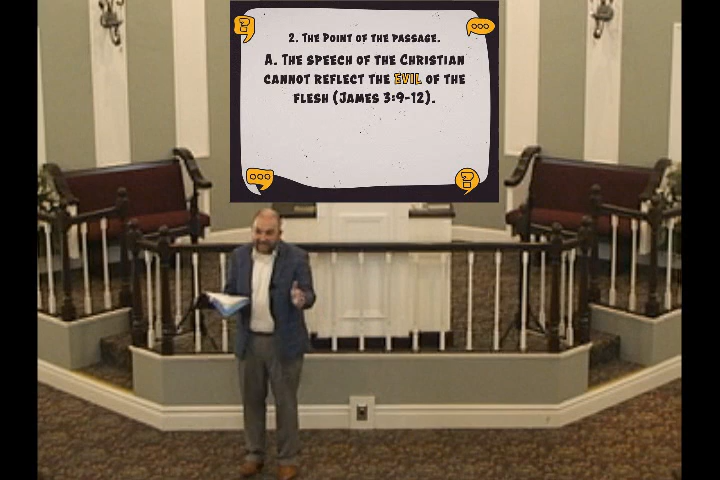 2. The Point of the passage.
A. The speech of the Christian
cannot reflect the evil of the
flesh (James 3:9-12).